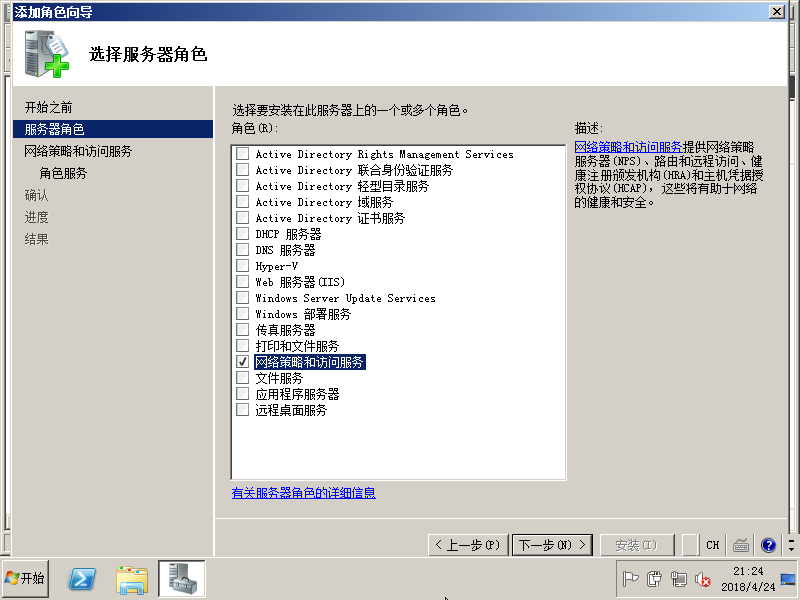 添加角色向导
选择服务器角色
开始之前
服务器角色
网络策略和访问服务
角色服务
确认
进度
结果
选择要安装在此服务器上的一个或多个角色。
角色(R):
Active Directory Rights Management Services
Active Directory 联合身份验证服务
Active Directory 轻型目录服务
Active Directory 域服务
Active Directory 证书服务
DHCP 服务器
DNS 服务器
Hyper-V
Web 服务器(IIS)
Windows Server Update Services
Windows 部署服务
传真服务器
打印和文件服务
网络策略和访问服务
文件服务
应用程序服务器
远程桌面服务
有关服务器角色的详细信息
描述:
网络策略和访问服务提供网络策略
服务器(NPS)、路由和远程访问、健
康注册颁发机构(HRA)和主机凭据授
权协议(HCAP)，这些将有助于网络
的健康和安全。
< 上一步(P)
下一步(N) >
安装(I)
CH
开始
21:24
2018/4/24